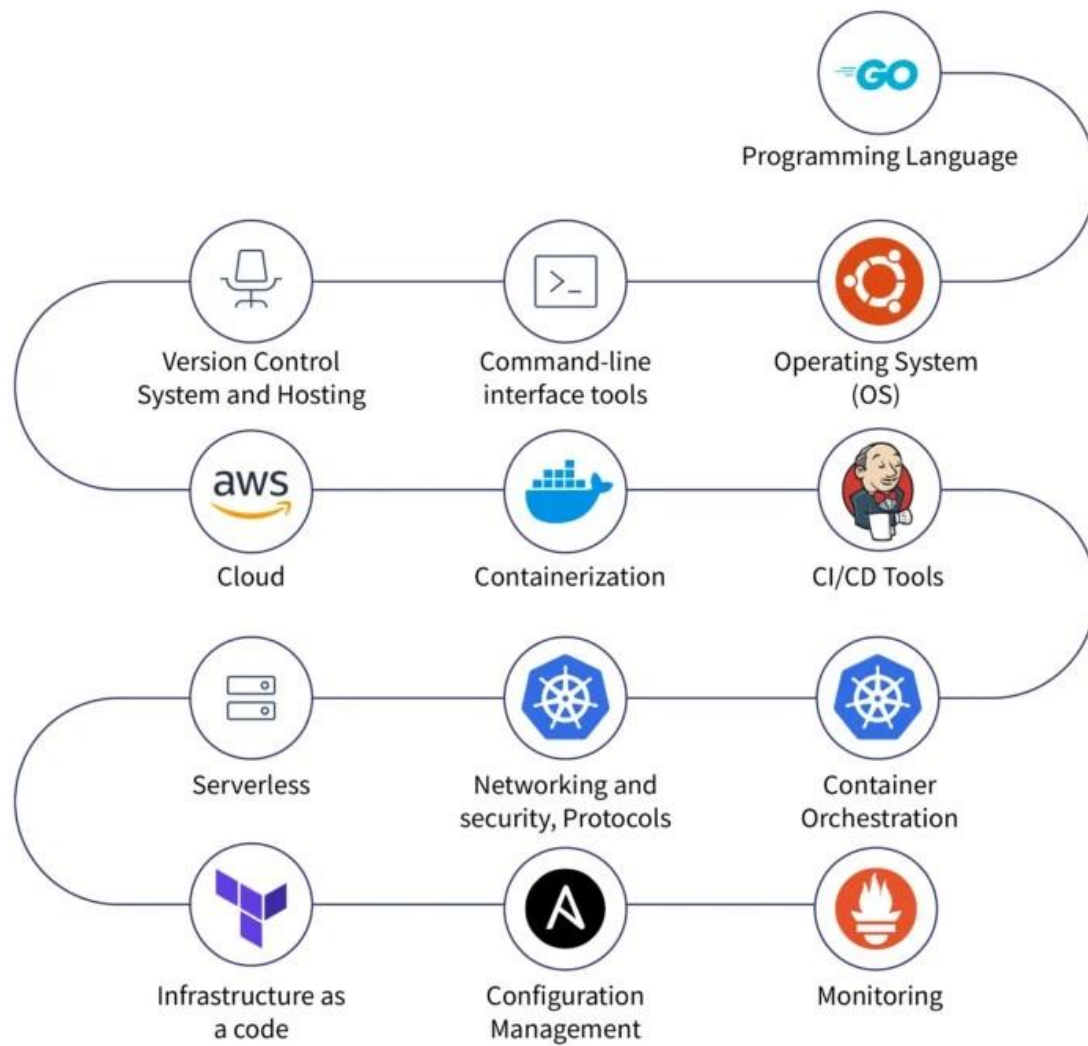 GO
Programming Language
Version Control
System and Hosting
Command-line
interface tools
Operating System
(OS)
aws
Cloud
Containerization
CI/CD Tools
Serverless
Networking and
security, Protocols
Container
Orchestration
Infrastructure as
a code
Configuration
Management
Monitoring